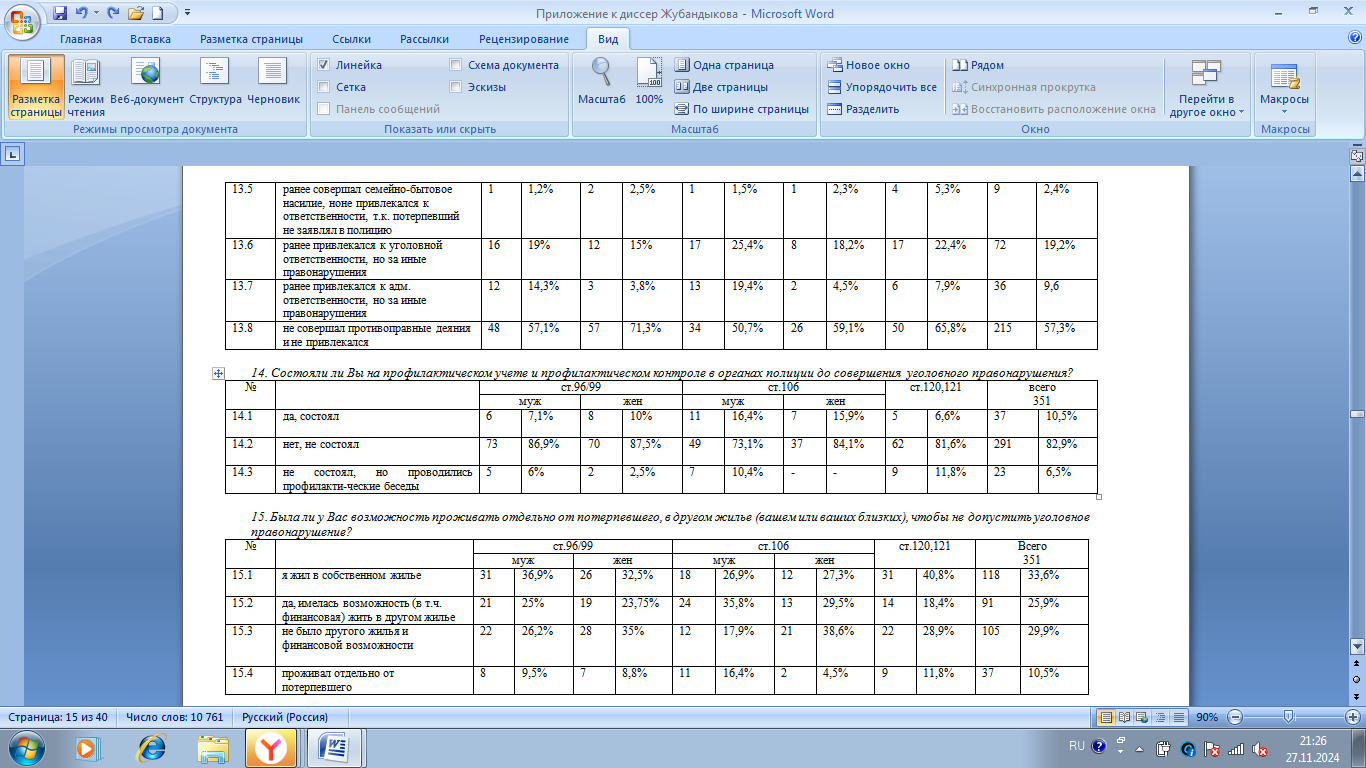 Приложение к диссер Жубандыкова - Microsoft Word
Главная Вставка Разметка страницы Ссылки Рассылки Рецензирование Вид
Разметка страницы
Режим чтения
Веб-документ
Структура
Черновик
Режимы просмотра документа
Линейка
Сетка
Панель сообщений
Схема документа
Эскизы
Показать или скрыть
Масштаб
100
100%
Одна страница
Две страницы
По ширине страницы
Масштаб
Новое окно
Упорядочить все
Разделить
Рядом
Синхронная прокрутка
Восстановить расположение окна
Перейти в другое окно
Окно
Макросы
Макросы
13.5 ранее совершал семейно-бытовое 1 1,2% 2 2,5% 1 1,5% 1 2,3% 4 5,3% 9 2,4%
насилие, ноне привлекался к
ответственности, т.к. потерпевший
не заявлял в полицию
13.6 ранее привлекался к уголовной 16 19% 12 15% 17 25,4% 8 18,2% 17 22,4% 72 19,2%
ответственности, но за иные
правонарушения
13.7 ранее привлекался к адм. 12 14,3% 3 3,8% 13 19,4% 2 4,5% 6 7,9% 36 9,6
ответственности, но за иные
правонарушения
13.8 не совершал противоправные деяния 48 57,1% 57 71,3% 34 50,7% 26 59,1% 50 65,8% 215 57,3%
и не привлекался
14. Состояли ли Вы на профилактическом учете и профилактическом контроле в органах полиции до совершения уголовного правонарушения?
№ ст.96/99 ст.106 ст.120,121 всего
муж жен муж жен 351
14.1 да, состоял 6 7,1% 8 10% 11 16,4% 7 15,9% 5 6,6% 37 10,5%
14.2 нет, не состоял 73 86,9% 70 87,5% 49 73,1% 37 84,1% 62 81,6% 291 82,9%
14.3 не состоял, но проводились 5 6% 2 2,5% 7 10,4% - - 9 11,8% 23 6,5%
профилакти-ческие беседы
15. Была ли у Вас возможность проживать отдельно от потерпевшего, в другом жилье (вашем или ваших близких), чтобы не допустить уголовное
правонарушение?
№ ст.96/99 ст.106 ст.120,121 Всего
муж жен муж жен 351
15.1 я жил в собственном жилье 31 36,9% 26 32,5% 18 26,9% 12 27,3% 31 40,8% 118 33,6%
15.2 да, имелась возможность (в т.ч. 21 25% 19 23,75% 24 35,8% 13 29,5% 14 18,4% 91 25,9%
финансовая) жить в другом жилье
15.3 не было другого жилья и 22 26,2% 28 35% 12 17,9% 21 38,6% 22 28,9% 105 29,9%
финансовой возможности
15.4 проживал отдельно от 8 9,5% 7 8,8% 11 16,4% 2 4,5% 9 11,8% 37 10,5%
потерпевшего
Страница: 15 из 40 Число слов: 10 761 Русский (Россия) 90%
RU 21:26
27.11.2024